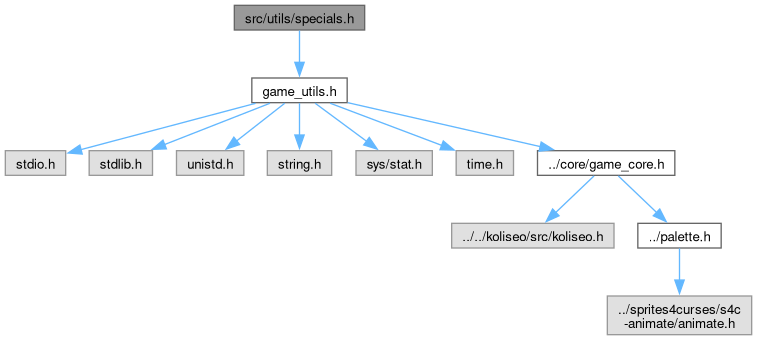 src/utils/specials.h
game_utils.h
stdio.h
stdlib.h
unistd.h
string.h
sys/stat.h
time.h
../core/game_core.h
../../koliseo/src/koliseo.h
../palette.h
../sprites4curses/s4c
-animate/animate.h